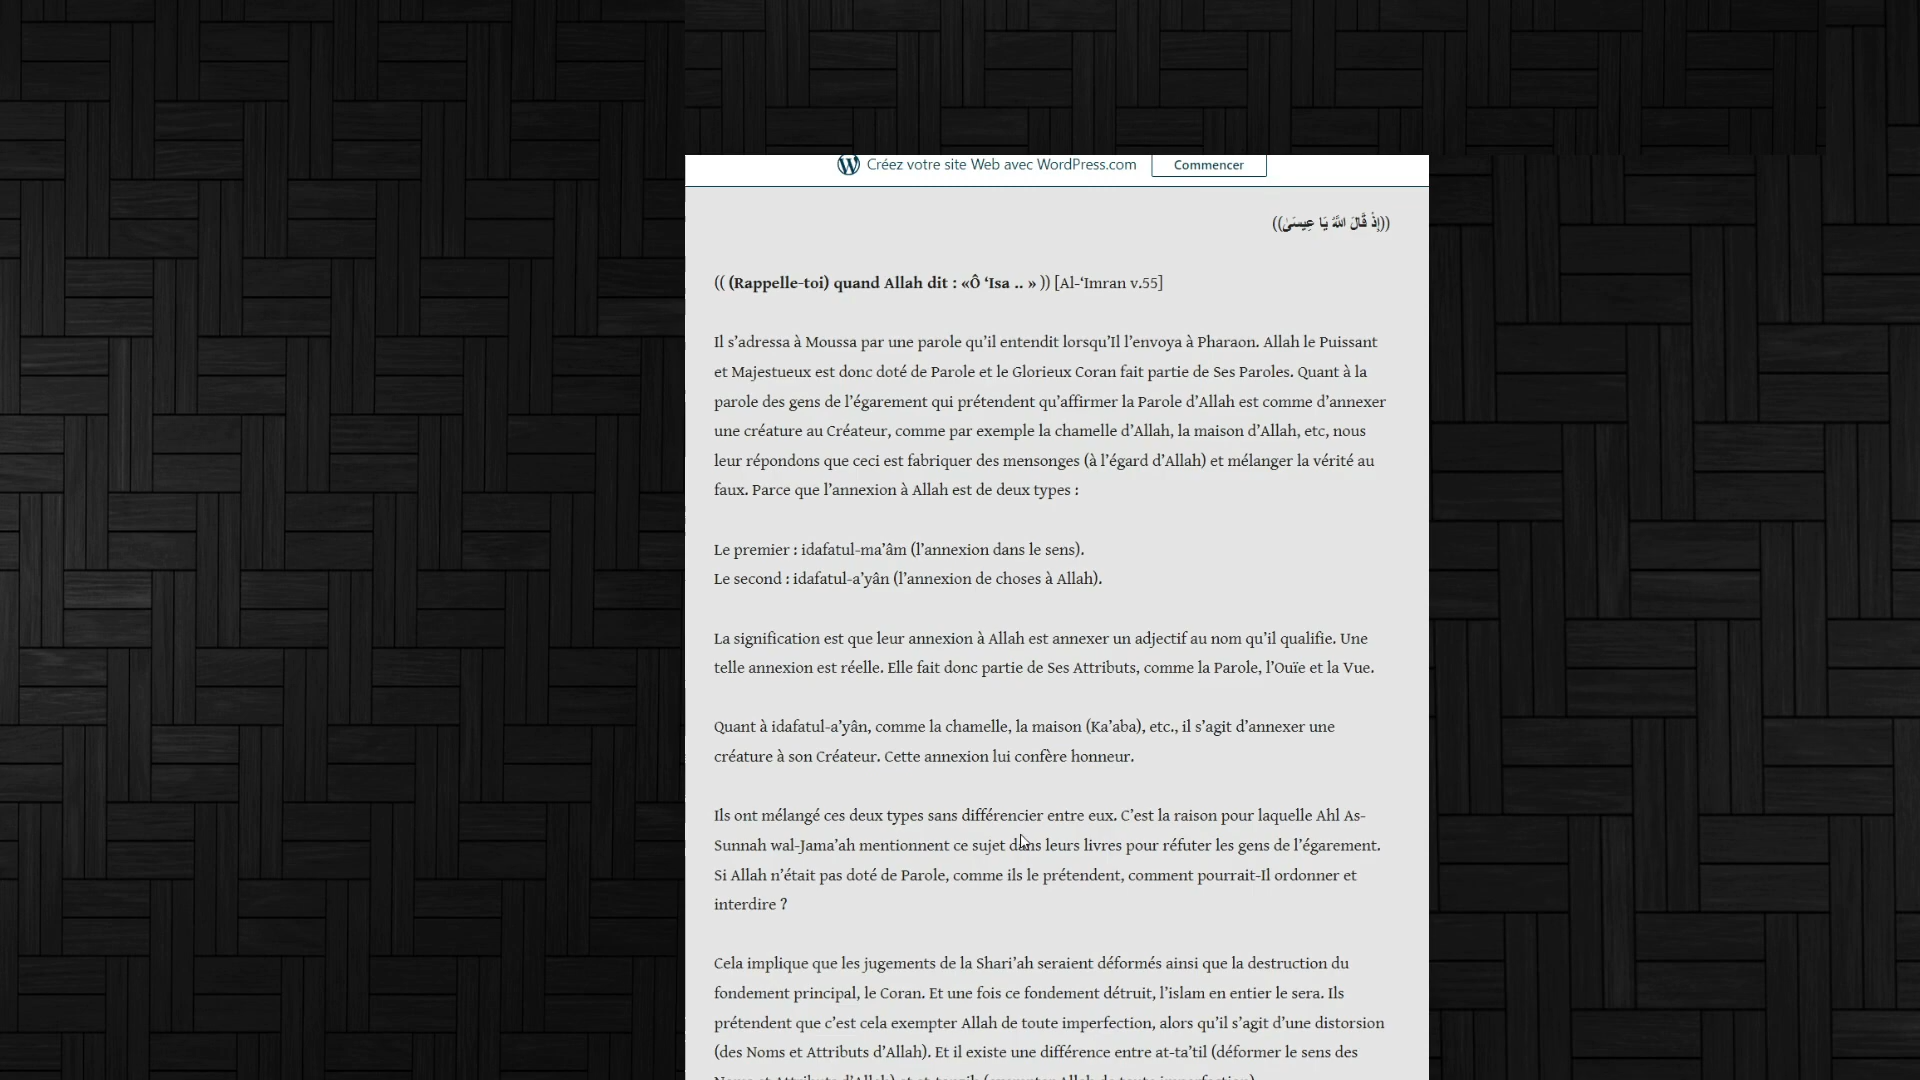 Créez votre site Web avec WordPress.com
Commencer
((إِذْ قَالَ اللَّهُ يَا عِيسَىٰ))
(( (Rappelle-toi) quand Allah dit : «Ô ‘Isa .. » )) [Al-‘Imran v.55]
Il s’adressa à Moussa par une parole qu’il entendit lorsqu’Il l’envoya à Pharaon. Allah le Puissant
et Majestueux est donc doté de Parole et le Glorieux Coran fait partie de Ses Paroles. Quant à la
parole des gens de l’égarement qui prétendent qu’affirmer la Parole d’Allah est comme d’annexer
une créature au Créateur, comme par exemple la chamelle d’Allah, la maison d’Allah, etc, nous
leur répondons que ceci est fabriquer des mensonges (à l’égard d’Allah) et mélanger la vérité au
faux. Parce que l’annexion à Allah est de deux types :
Le premier : idafatul-ma’âm (l’annexion dans le sens).
Le second : idafatul-a’yân (l’annexion de choses à Allah).
La signification est que leur annexion à Allah est annexer un adjectif au nom qu’il qualifie. Une
telle annexion est réelle. Elle fait donc partie de Ses Attributs, comme la Parole, l’Ouïe et la Vue.
Quant à idafatul-a’yân, comme la chamelle, la maison (Ka’aba), etc., il s’agit d’annexer une
créature à son Créateur. Cette annexion lui confère honneur.
Ils ont mélangé ces deux types sans différencier entre eux. C’est la raison pour laquelle Ahl As-
Sunnah wal-Jama’ah mentionnent ce sujet dans leurs livres pour réfuter les gens de l’égarement.
Si Allah n’était pas doté de Parole, comme ils le prétendent, comment pourrait-Il ordonner et
interdire ?
Cela implique que les jugements de la Shari’ah seraient déformés ainsi que la destruction du
fondement principal, le Coran. Et une fois ce fondement détruit, l’islam en entier le sera. Ils
prétendent que c’est cela exempter Allah de toute imperfection, alors qu’il s’agit d’une distorsion
(des Noms et Attributs d’Allah). Et il existe une différence entre at-ta’til (déformer le sens des